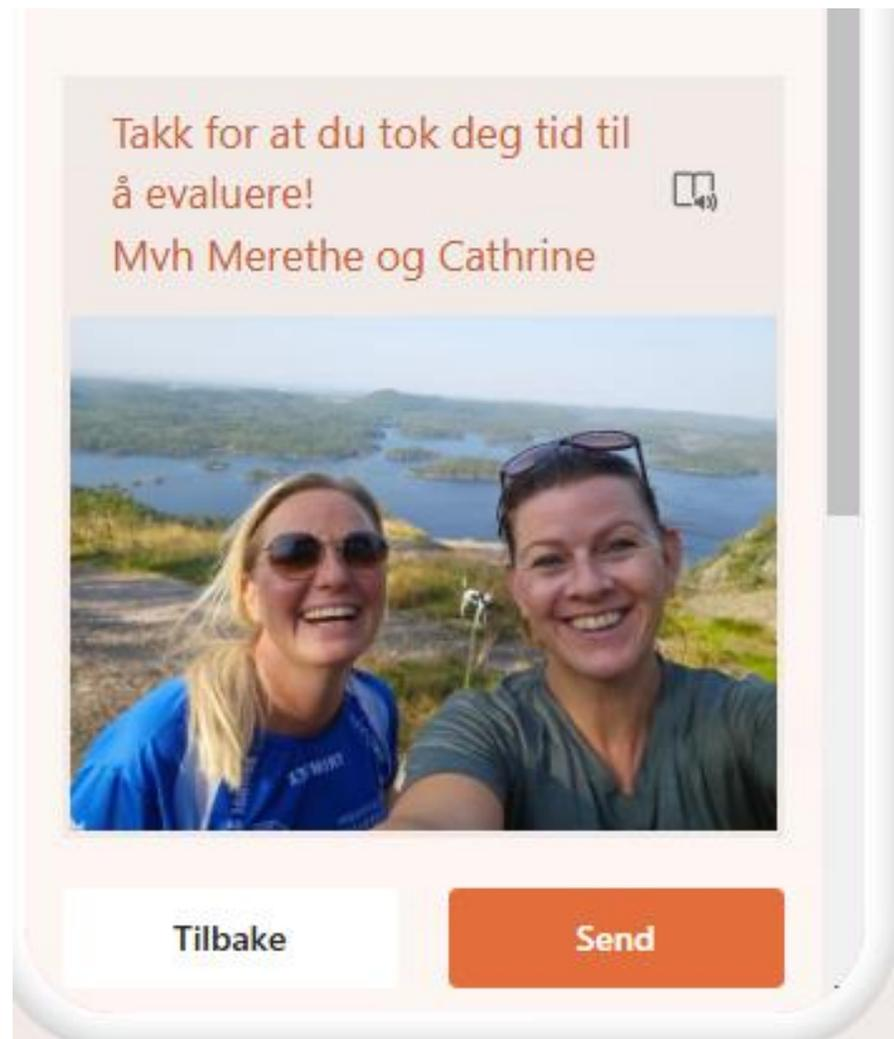 Takk for at du tok deg tid til
å evaluere!
Mvh Merethe og Cathrine
Tilbake
Send